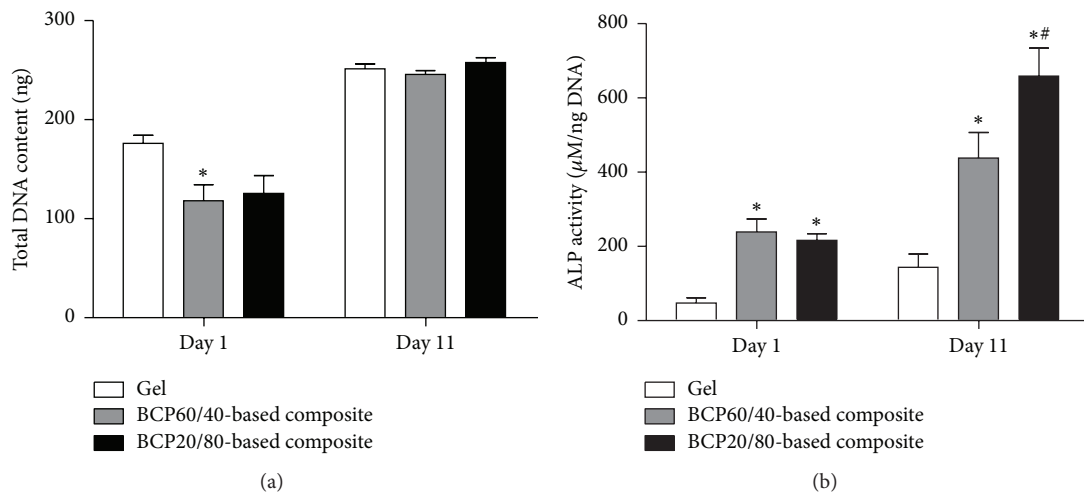 300
200
100
0
Total DNA content (ng)
*
Day 1
Day 11
Gel
BCP60/40-based composite
BCP20/80-based composite
(a)
800
600
400
200
0
ALP activity (μM/ng DNA)
*
*
*
*#
Day 1
Day 11
Gel
BCP60/40-based composite
BCP20/80-based composite
(b)